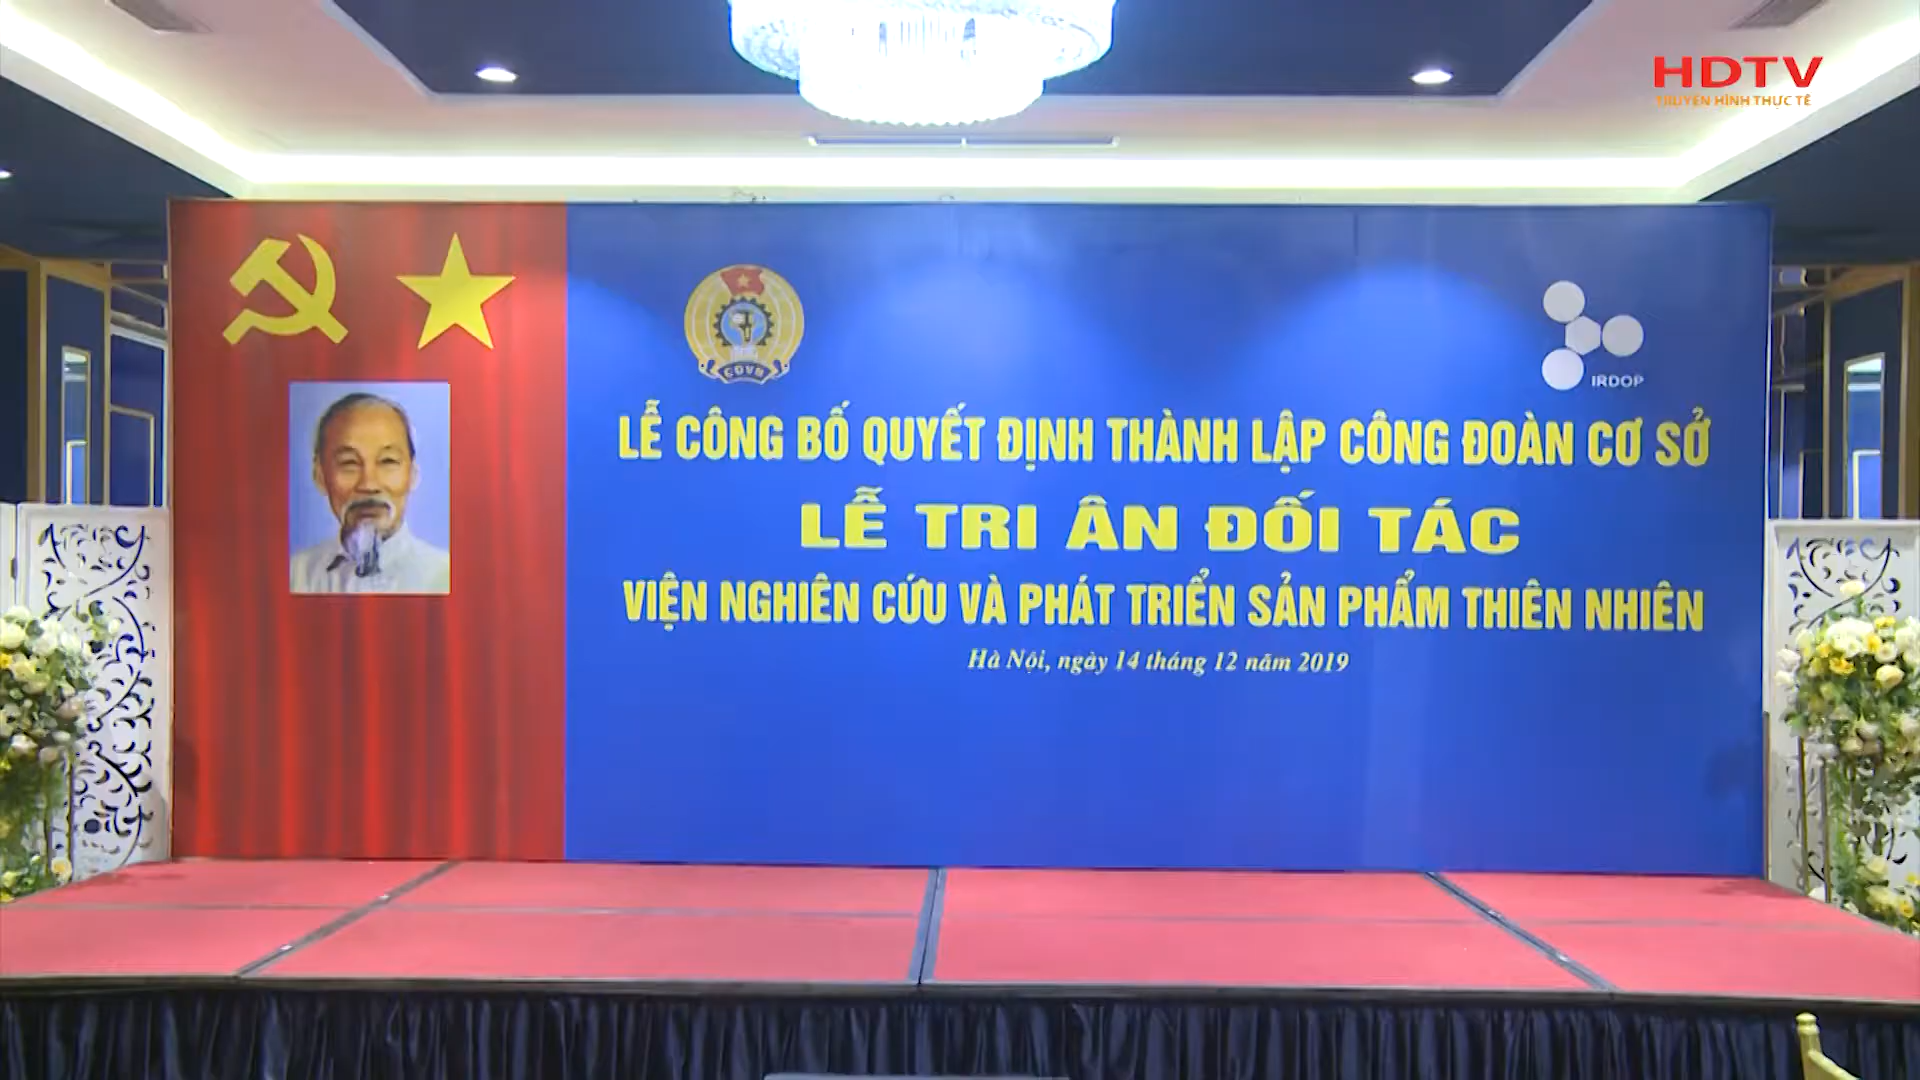 HDTV
TRUYỀN HÌNH THỰC TẾ
CĐVN
IRDOP
LỄ CÔNG BỐ QUYẾT ĐỊNH THÀNH LẬP CÔNG ĐOÀN CƠ SỞ
LỄ TRI ÂN ĐỐI TÁC
VIỆN NGHIÊN CỨU VÀ PHÁT TRIỂN SẢN PHẨM THIÊN NHIÊN
Hà Nội, ngày 14 tháng 12 năm 2019